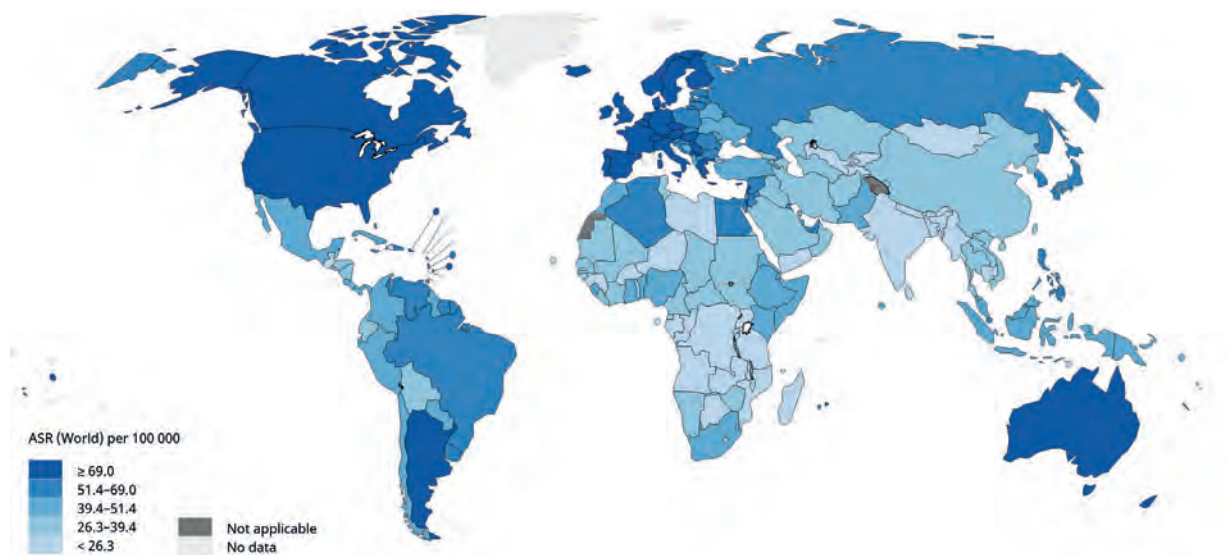 ASR (World) per 100 000
≥ 69.0
51.4–69.0
39.4–51.4
26.3–39.4
< 26.3
Not applicable
No data